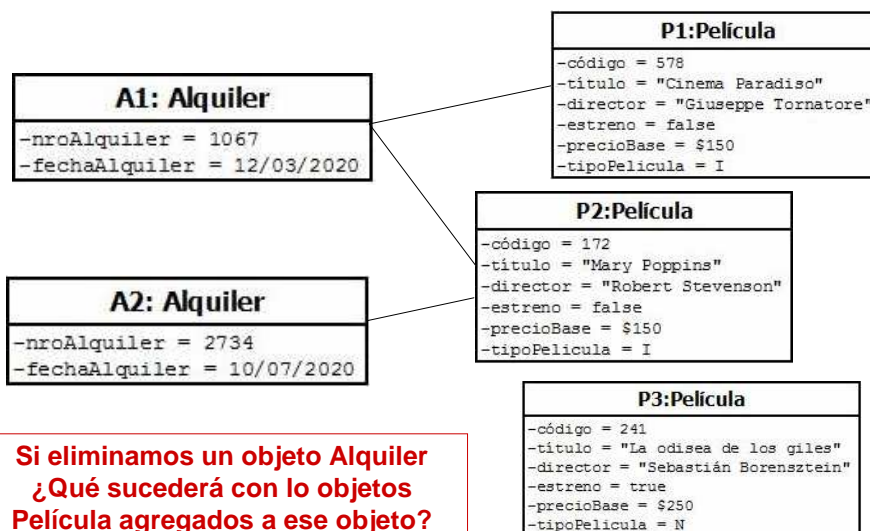 P1:Película
-código = 578
-título = "Cinema Paradiso"
-director = "Giuseppe Tornatore"
-estreno = false
-precioBase = $150
-tipoPelicula = I
A1: Alquiler
-nroAlquiler = 1067
-fechaAlquiler = 12/03/2020
P2:Película
-código = 172
-título = "Mary Poppins"
-director = "Robert Stevenson"
-estreno = false
-precioBase = $150
-tipoPelicula = I
A2: Alquiler
-nroAlquiler = 2734
-fechaAlquiler = 10/07/2020
P3:Película
-código = 241
-título = "La odisea de los giles"
-director = "Sebastián Borensztein"
-estreno = true
-precioBase = $250
-tipoPelicula = N
Si eliminamos un objeto Alquiler
¿Qué sucederá con lo objetos
Película agregados a ese objeto?